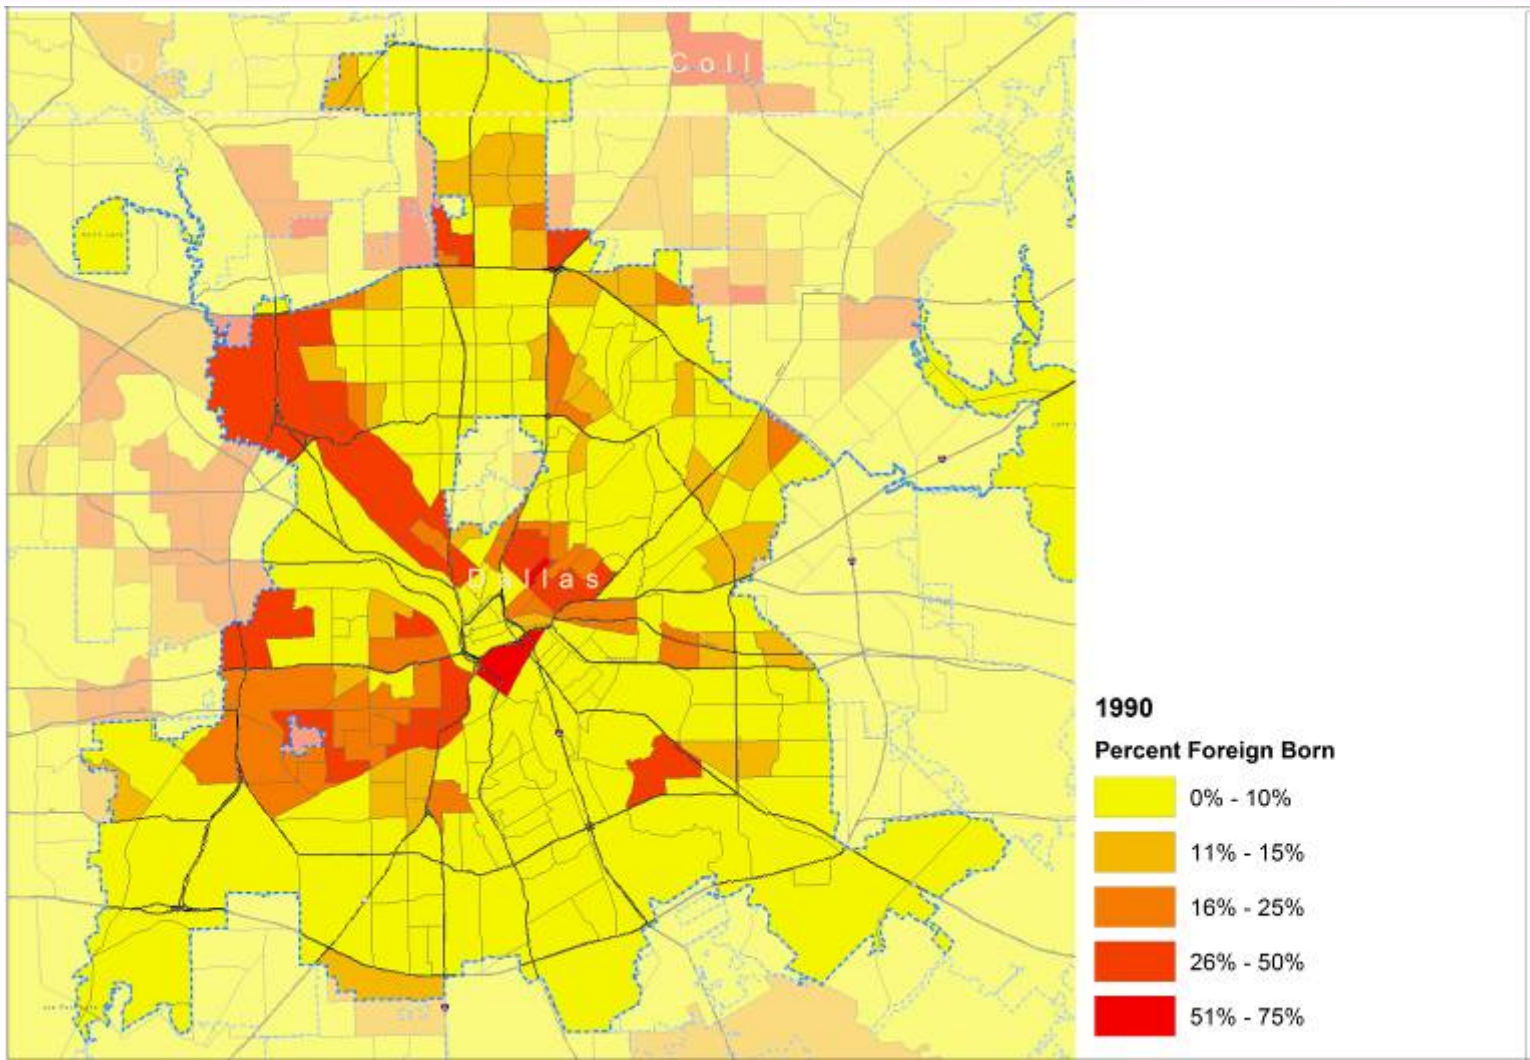 Coll
Dallas
1990
Percent Foreign Born
0% - 10%
11% - 15%
16% - 25%
26% - 50%
51% - 75%